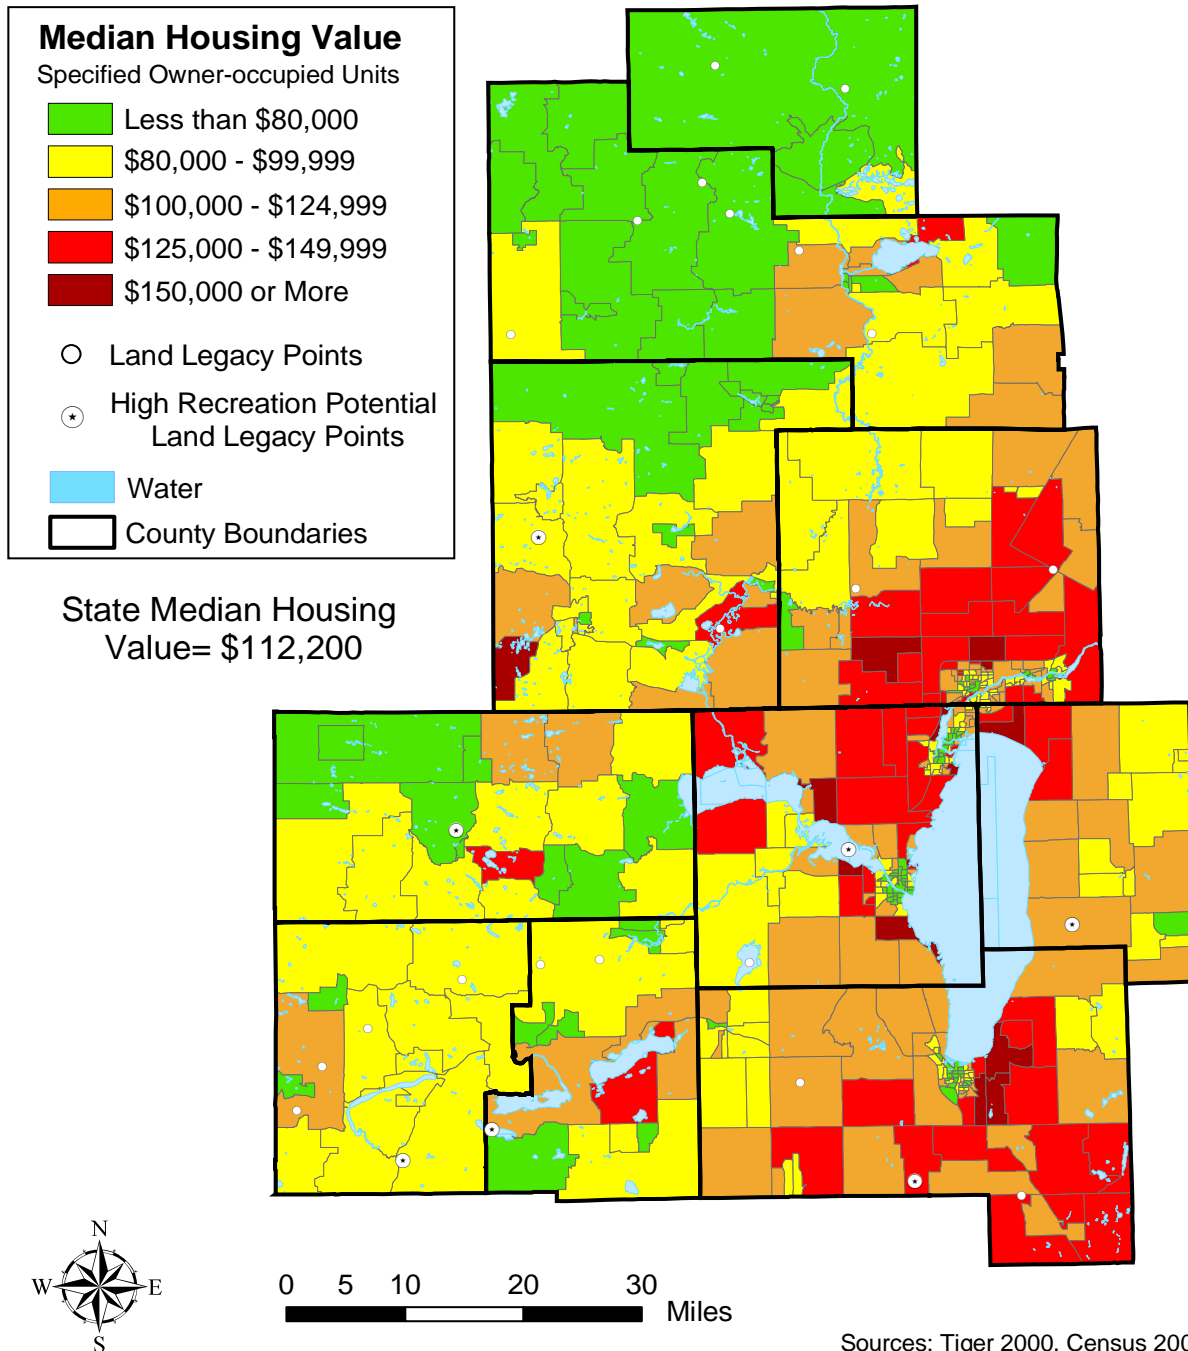 Median Housing Value
Specified Owner-occupied Units
Less than $80,000
$80,000 - $99,999
$100,000 - $124,999
$125,000 - $149,999
$150,000 or More
Land Legacy Points
High Recreation Potential
Land Legacy Points
Water
County Boundaries
State Median Housing
Value= $112,200
N
W E
S
0 5 10 20 30
Miles
Sources: Tiger 2000, Census 200